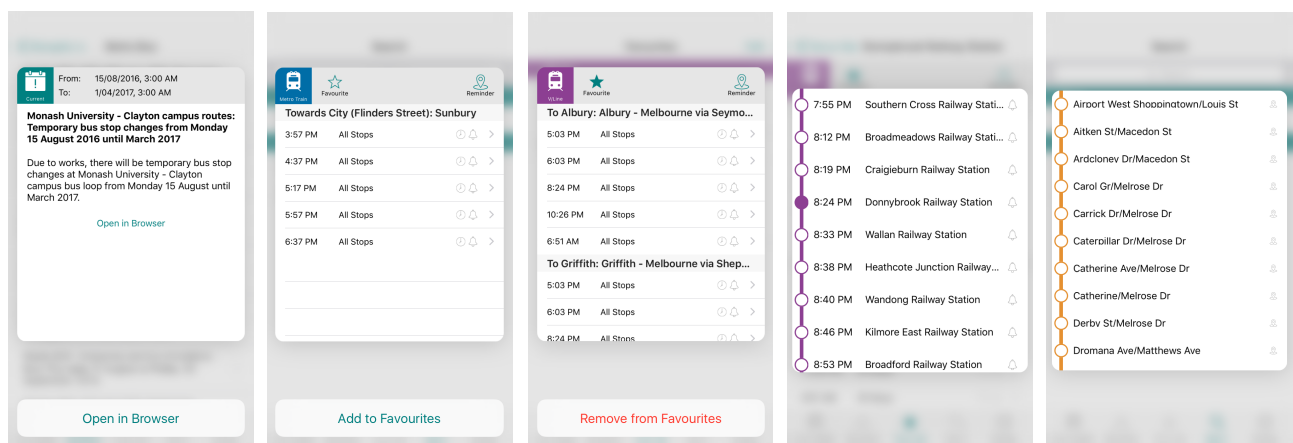 From: 15/08/2016, 3:00 AM
To: 1/04/2017, 3:00 AM
Current
Monash University - Clayton campus routes:
Temporary bus stop changes from Monday
15 August 2016 until March 2017
Due to works, there will be temporary bus stop
changes at Monash University - Clayton
campus bus loop from Monday 15 August until
March 2017.
Open in Browser
Open in Browser
Metro Train
Favourite
Reminder
Towards City (Flinders Street): Sunbury
3:57 PM All Stops
4:37 PM All Stops
5:17 PM All Stops
5:57 PM All Stops
6:37 PM All Stops
Add to Favourites
V/Line
Favourite
Reminder
To Albury: Albury - Melbourne via Seymo...
5:03 PM All Stops
6:03 PM All Stops
8:24 PM All Stops
10:26 PM All Stops
6:51 AM All Stops
To Griffith: Griffith - Melbourne via Shep...
5:03 PM All Stops
6:03 PM All Stops
8:24 PM All Stops
Remove from Favourites
7:55 PM Southern Cross Railway Stati...
8:12 PM Broadmeadows Railway Stati...
8:19 PM Craigieburn Railway Station
8:24 PM Donnybrook Railway Station
8:33 PM Wallan Railway Station
8:38 PM Heathcote Junction Railway...
8:40 PM Wandong Railway Station
8:46 PM Kilmore East Railway Station
8:53 PM Broadford Railway Station
Airport West Shoppingtown/Louis St
Aitken St/Macedon St
Ardcloney Dr/Macedon St
Carol Gr/Melrose Dr
Carrick Dr/Melrose Dr
Caterpillar Dr/Melrose Dr
Catherine Ave/Melrose Dr
Catherine/Melrose Dr
Derby St/Melrose Dr
Dromana Ave/Matthews Ave